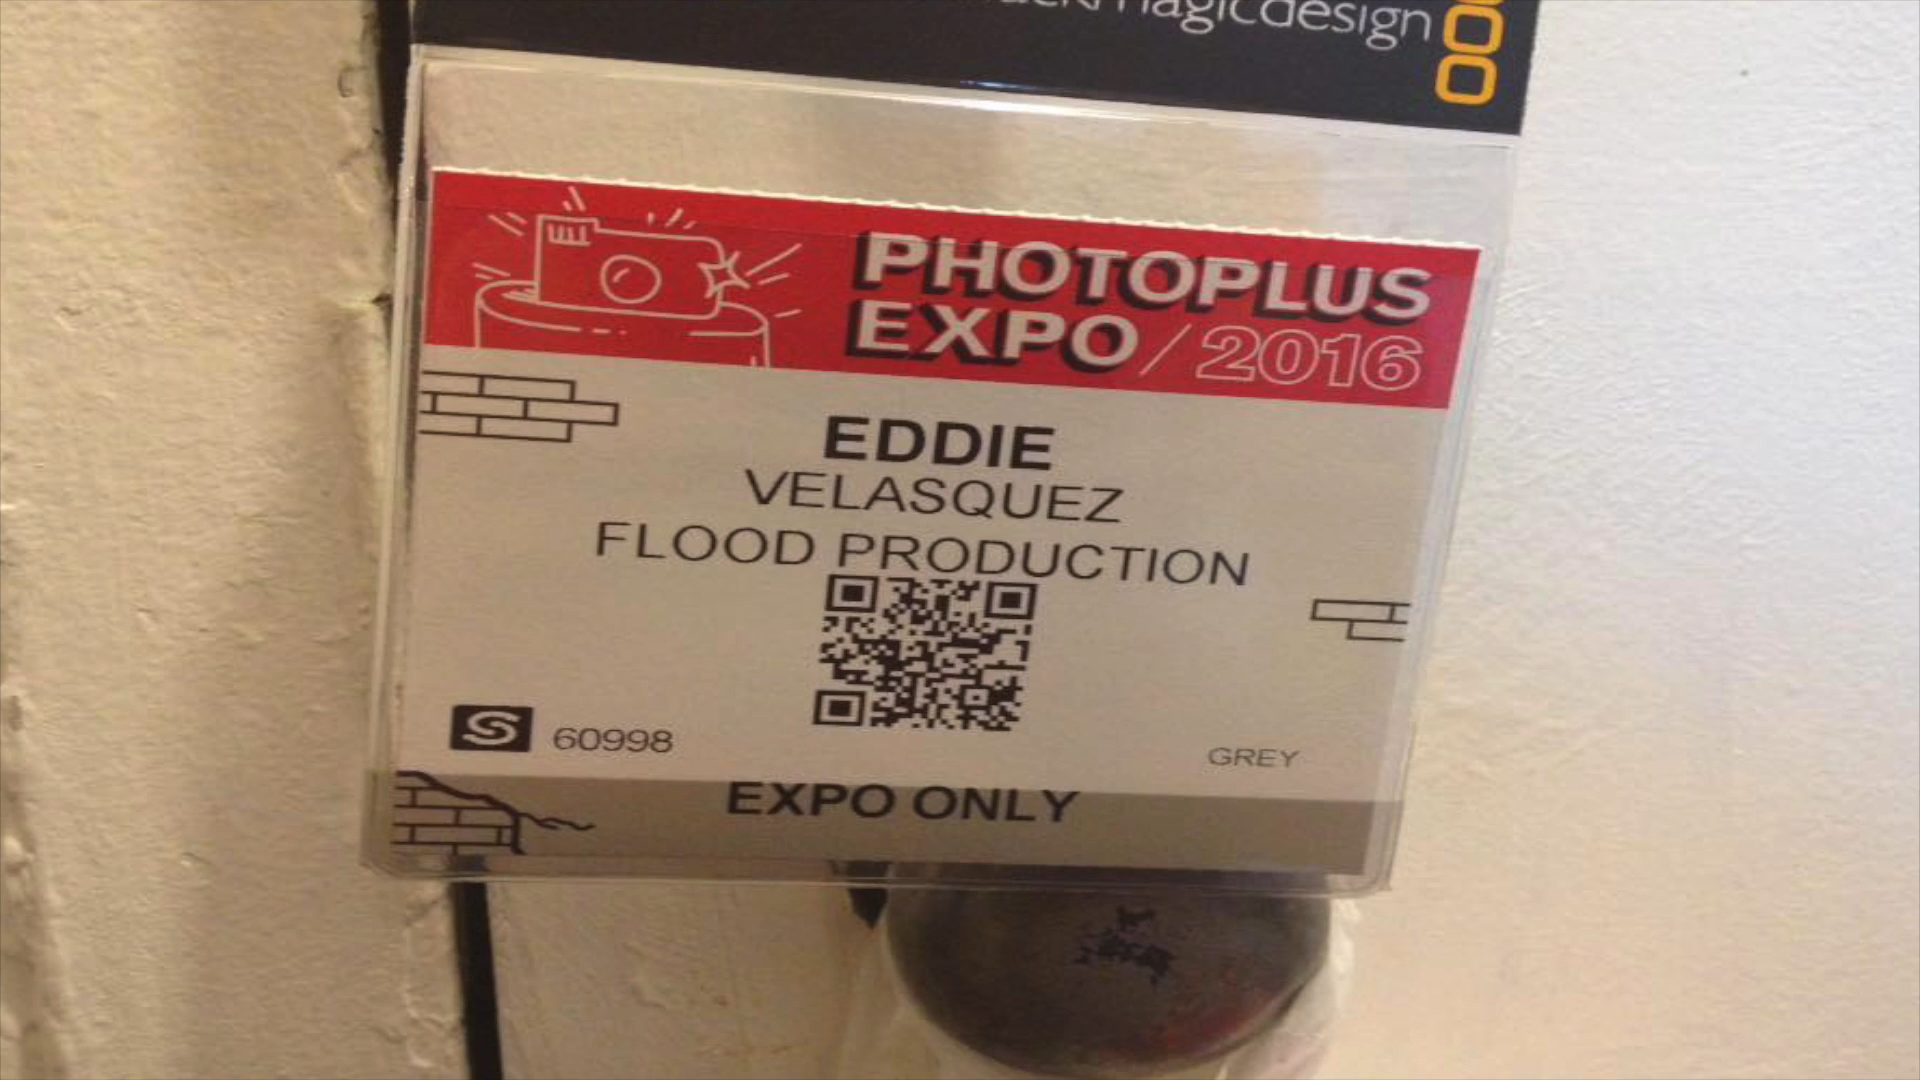 PHOTOPLUS
EXPO/2016
EDDIE
VELASQUEZ
FLOOD PRODUCTION
60998
GREY
EXPO ONLY